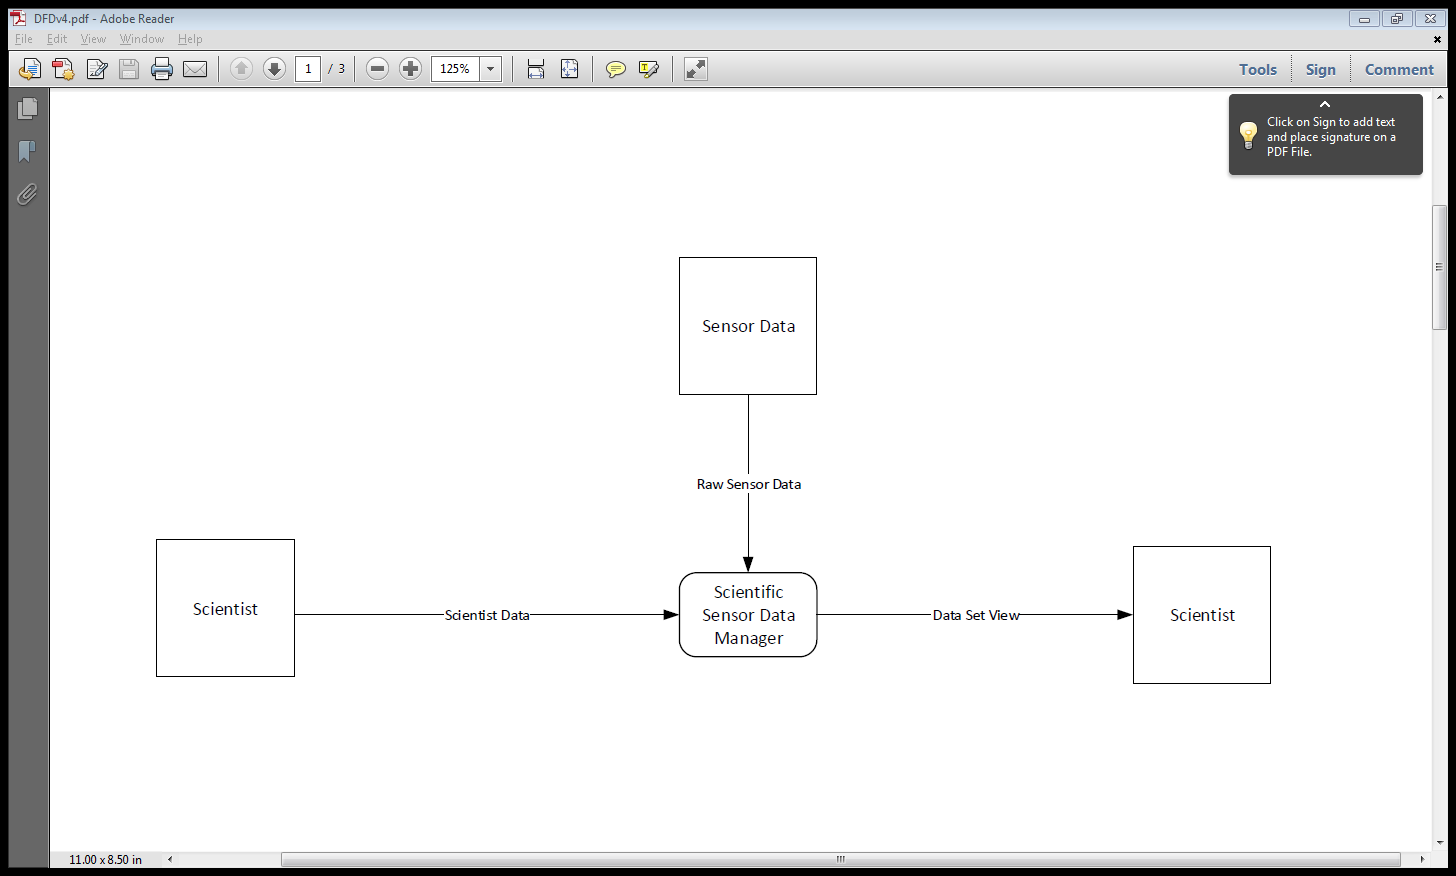 DFDv4.pdf - Adobe Reader
File Edit View Window Help
1 / 3 125% Tools Sign Comment
Click on Sign to add text
and place signature on a
PDF File.
Sensor Data
Raw Sensor Data
Scientist
Scientist Data
Scientific
Sensor Data
Manager
Data Set View
Scientist
11.00 x 8.50 in